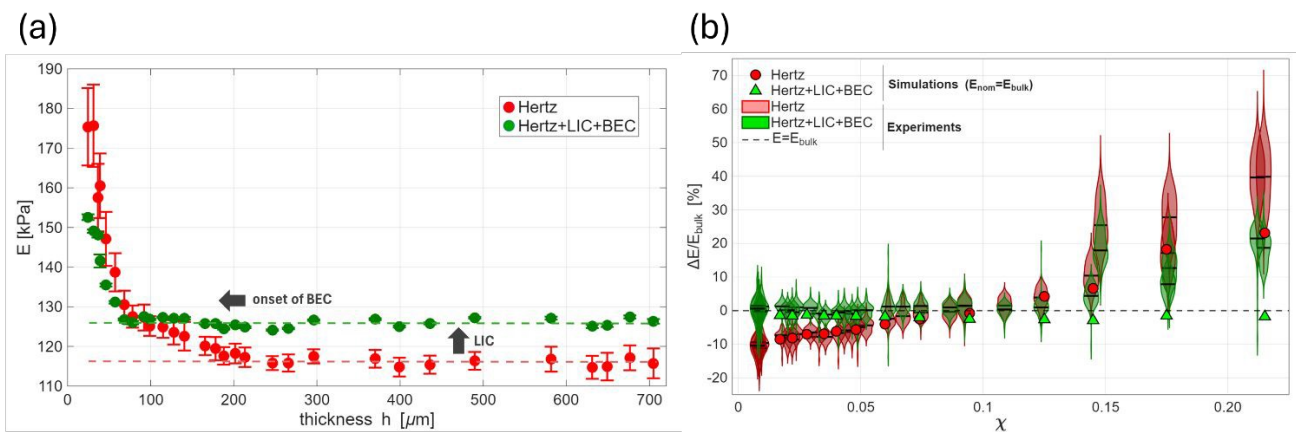 (a)
190
180
170
160
150
140
130
120
110
E [kPa]
Hertz
Hertz+LIC+BEC
onset of BEC
LIC
0 100 200 300 400 500 600 700
thickness h [μm]
(b)
70
60
50
40
30
20
10
0
-10
-20
ΔE/E_bulk [%]
Hertz
Hertz+LIC+BEC
Simulations (E_nom=E_bulk)
Hertz
Hertz+LIC+BEC
Experiments
E=E_bulk
0 0.05 0.10 0.15 0.20
χ